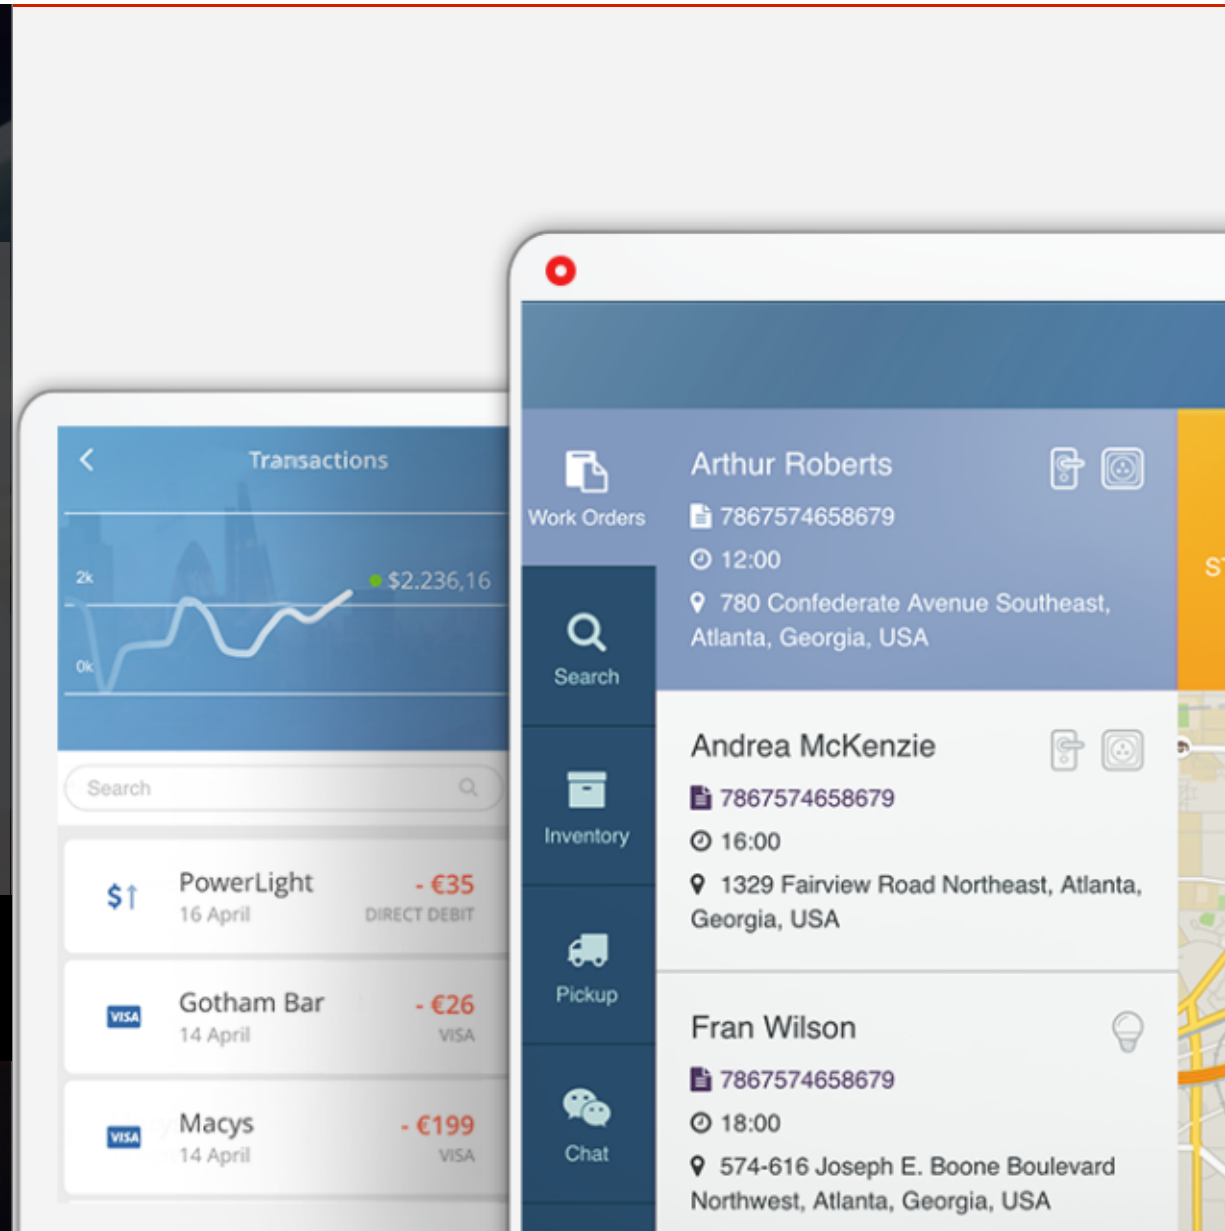 Transactions
2k
$2.236,16
0k
Search
PowerLight
- €35
16 April
DIRECT DEBIT
VISA
Gotham Bar
- €26
14 April
VISA
VISA
Macys
- €199
14 April
VISA
Work Orders
Search
Inventory
Pickup
Chat
Arthur Roberts
7867574658679
12:00
780 Confederate Avenue Southeast,
Atlanta, Georgia, USA
Andrea McKenzie
7867574658679
16:00
1329 Fairview Road Northeast, Atlanta,
Georgia, USA
Fran Wilson
7867574658679
18:00
574-616 Joseph E. Boone Boulevard
Northwest, Atlanta, Georgia, USA